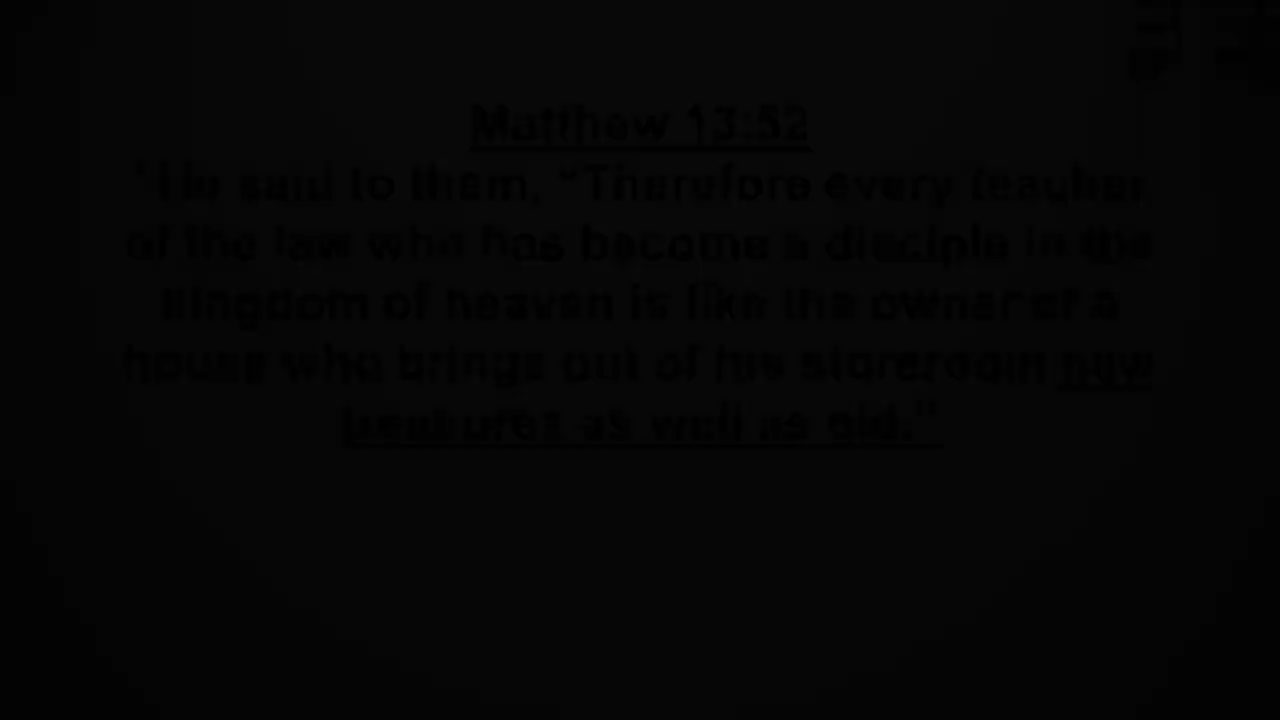 Matthew 13:52
"He said to them, "Therefore every teacher
of the law who has become a disciple in the
kingdom of heaven is like the owner of a
house who brings out of his storeroom new
treasures as well as old."